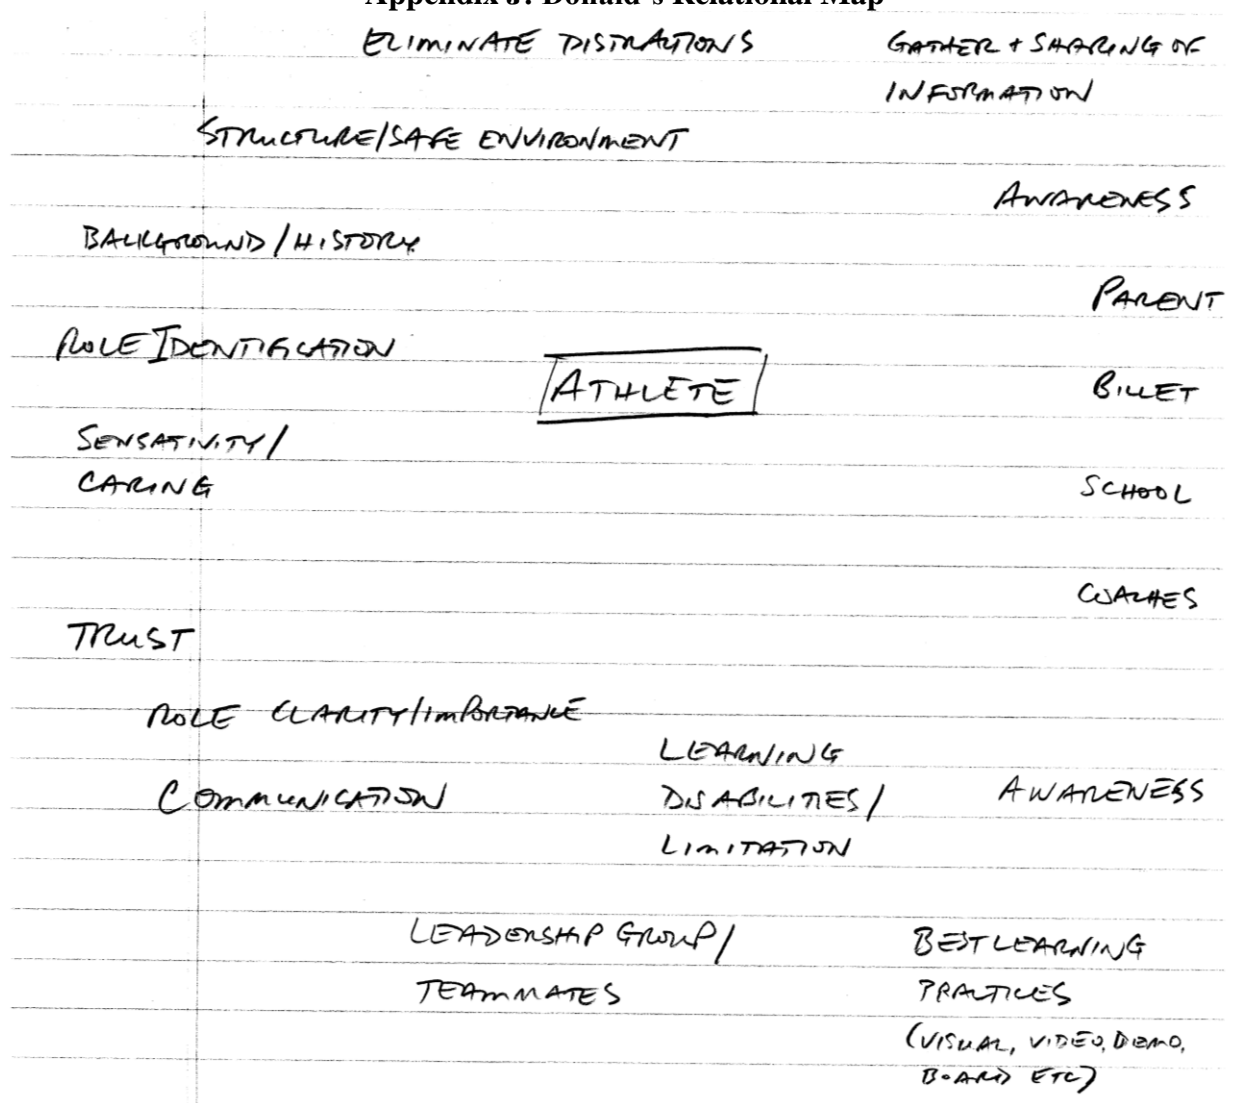 Appendix J: Donald's Relational Map
ELIMINATE DISTRACTIONS
GATHER + SHARING OF
INFORMATION
STRUCTURE/SAFE ENVIRONMENT
AWARENESS
BACKGROUND/HISTORY
PARENT
ROLE IDENTIFICATION
ATHLETE
BILLET
SENSATIVITY/
CARING
SCHOOL
COACHES
TRUST
ROLE CLARITY/IMPORTANCE
LEARNING
DISABILITIES/
LIMITATION
COMMUNICATION
AWARENESS
LEADERSHIP GROUP/
TEAMMATES
BEST LEARNING
PRACTICES
(VISUAL, VIDEO, DEMO,
BOARD ETC)